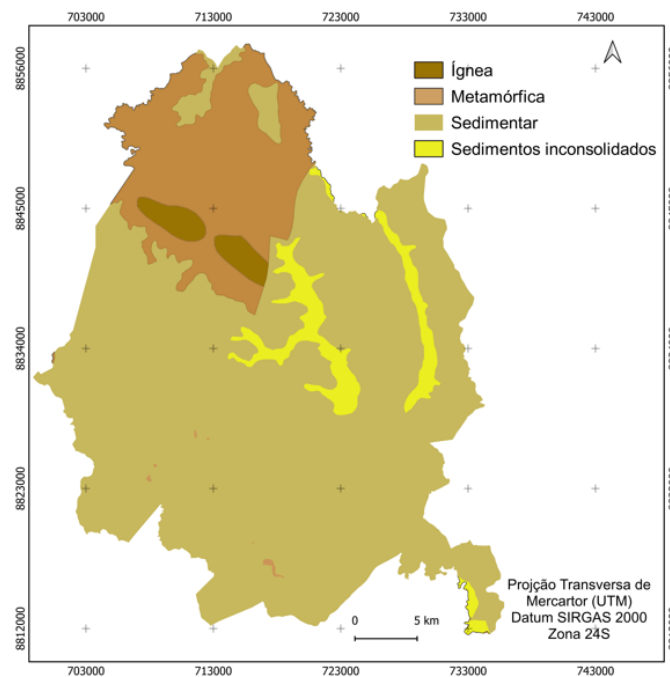 703000 713000 723000 733000 743000
8856000
8845000
8834000
8823000
8812000
Ígnea
Metamórfica
Sedimentar
Sedimentos inconsolidados
0 5 km
Projção Transversa de
Mercartor (UTM)
Datum SIRGAS 2000
Zona 24S
703000 713000 723000 733000 743000